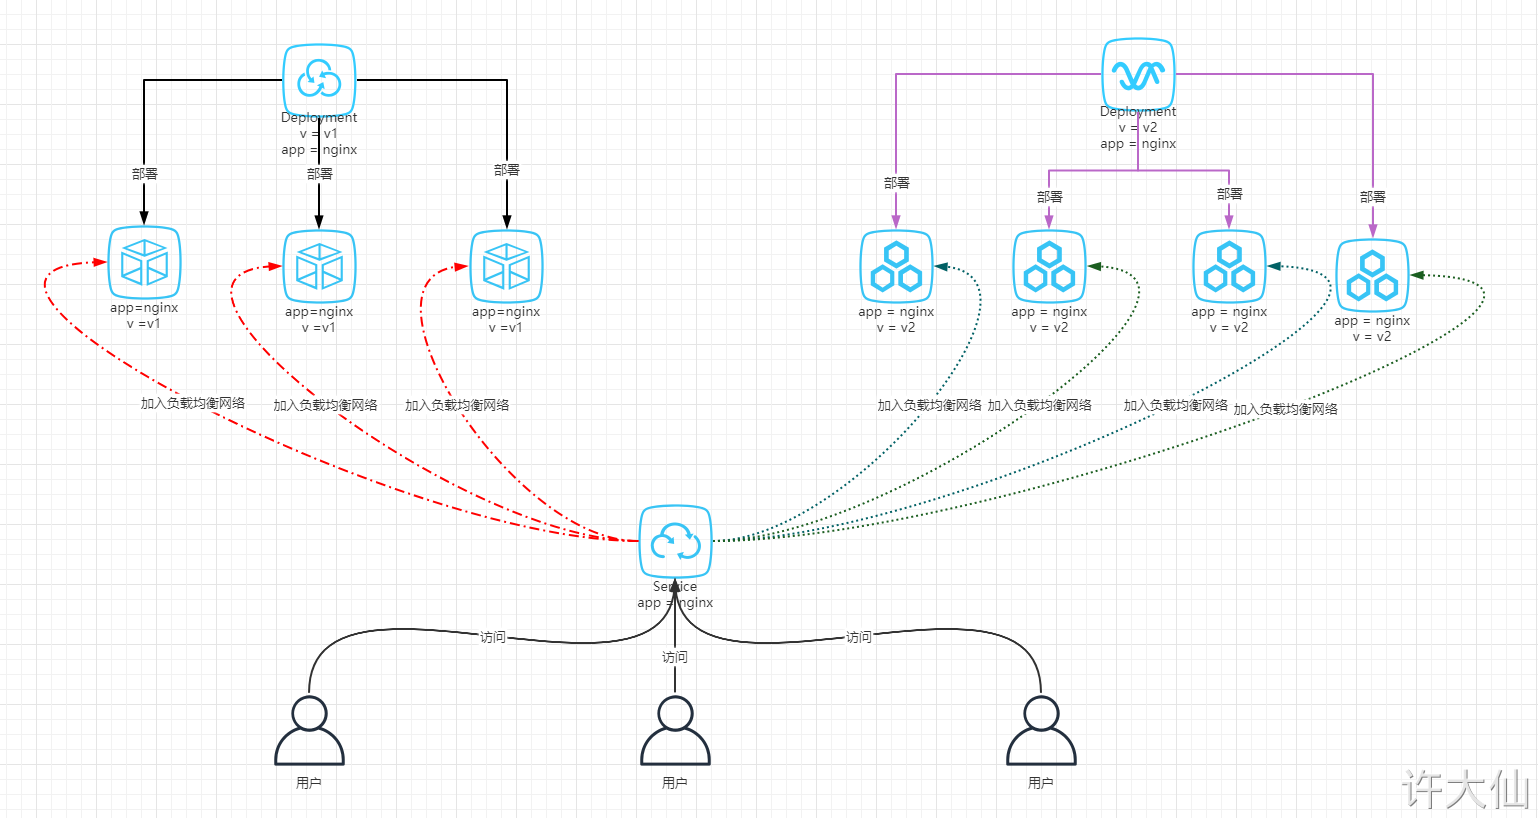 Deployment
v = v1
app = nginx
Deployment
v = v2
app = nginx
部署
部署
部署
部署
部署
部署
部署
app=nginx
v =v1
app=nginx
v =v1
app=nginx
v =v1
app = nginx
v = v2
app = nginx
v = v2
app = nginx
v = v2
app = nginx
v = v2
加入负载均衡网络
加入负载均衡网络
加入负载均衡网络
加入负载均衡网络
加入负载均衡网络
加入负载均衡网络
加入负载均衡网络
Service
app = nginx
访问
访问
访问
用户
用户
用户
许大仙